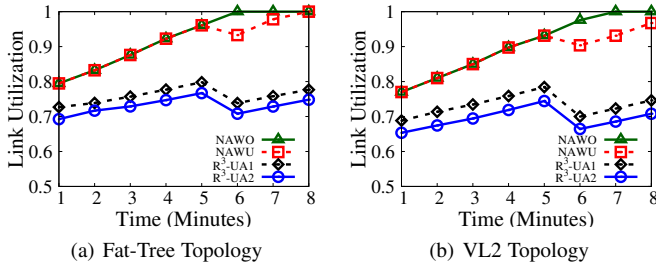 Link Utilization
1
0.9
0.8
0.7
0.6
0.5
NAWO
NAWU
R³-UA1
R³-UA2
1 2 3 4 5 6 7 8
Time (Minutes)
(a) Fat-Tree Topology
Link Utilization
1
0.9
0.8
0.7
0.6
0.5
NAWO
NAWU
R³-UA1
R³-UA2
1 2 3 4 5 6 7 8
Time (Minutes)
(b) VL2 Topology